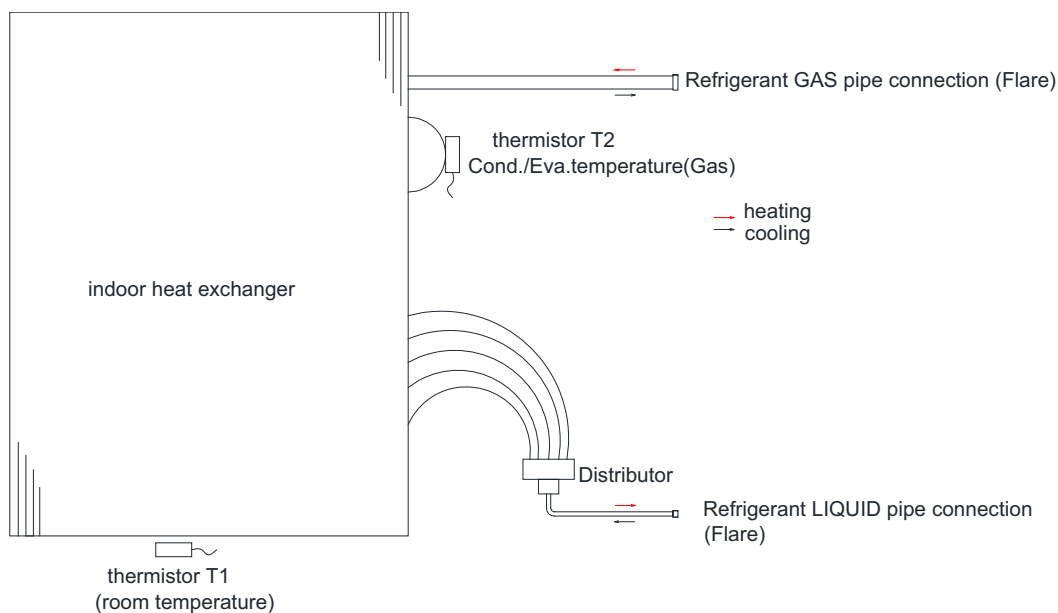 Refrigerant GAS pipe connection (Flare)
thermistor T2
Cond./Eva.temperature(Gas)
heating
cooling
indoor heat exchanger
Distributor
Refrigerant LIQUID pipe connection
(Flare)
thermistor T1
(room temperature)